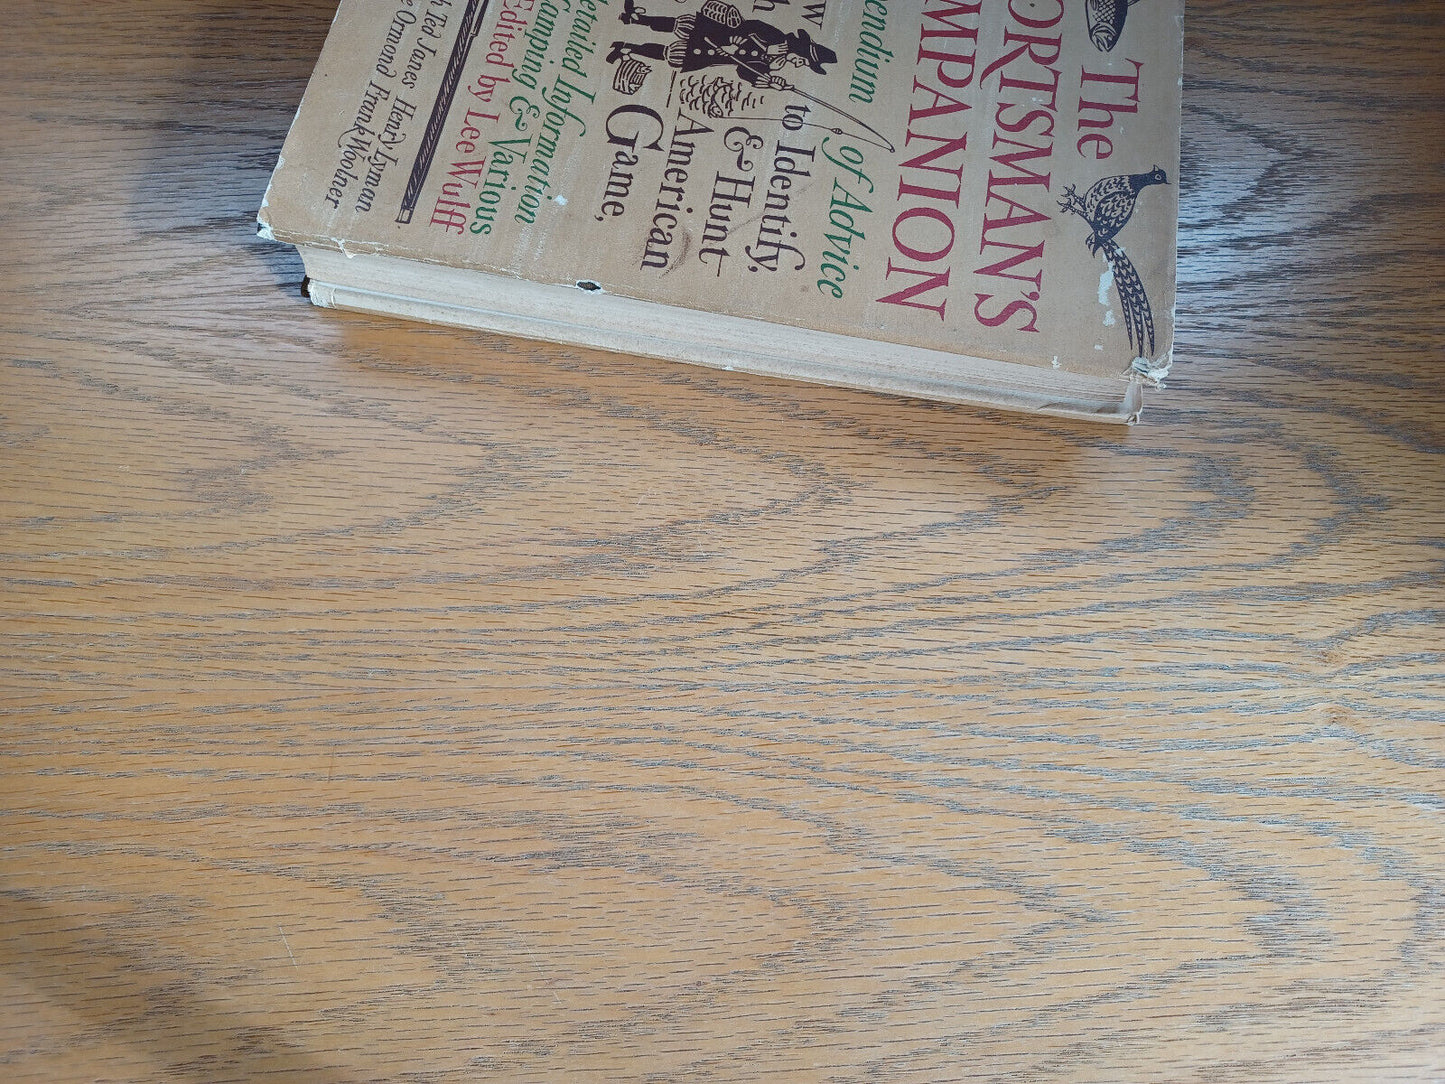 The
ORTSMAN'S
MPANION
endium of Advice
w to Identify,
h & Hunt
American
Game,
etailed Information
Camping & Various
Edited by Lee Wulff
h Ted Janes Henry Lyman
e Ormond Frank Woolner